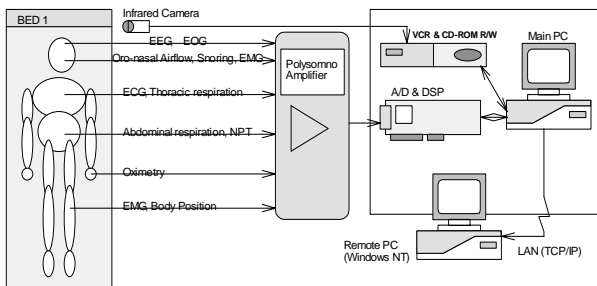 BED 1
Infrared Camera
EEG, EOG
Oro-nasal Airflow, Snoring, EMG
ECG, Thoracic respiration
Abdominal respiration, NPT
Oximetry
EMG, Body Position
Polysomno
Amplifier
VCR & CD-ROM R/W
Main PC
A/D & DSP
Remote PC
(Windows NT)
LAN (TCP/IP)